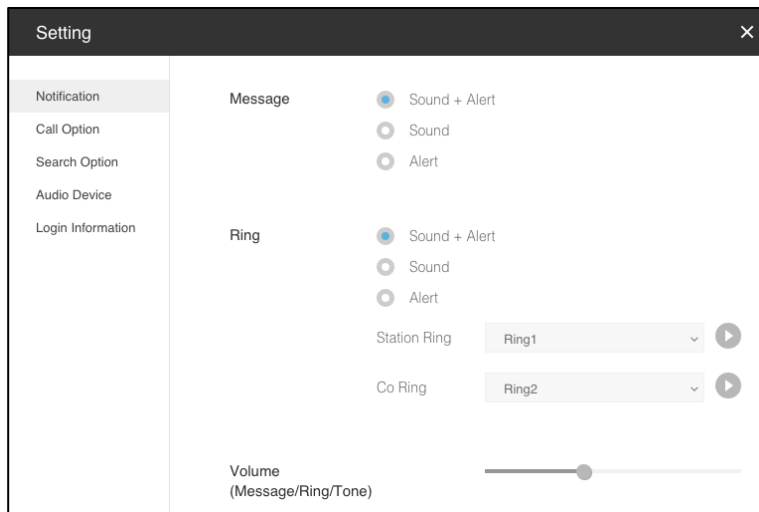 Setting
Notification
Call Option
Search Option
Audio Device
Login Information
Message
Sound + Alert
Sound
Alert
Ring
Sound + Alert
Sound
Alert
Station Ring Ring1
Co Ring Ring2
Volume
(Message/Ring/Tone)